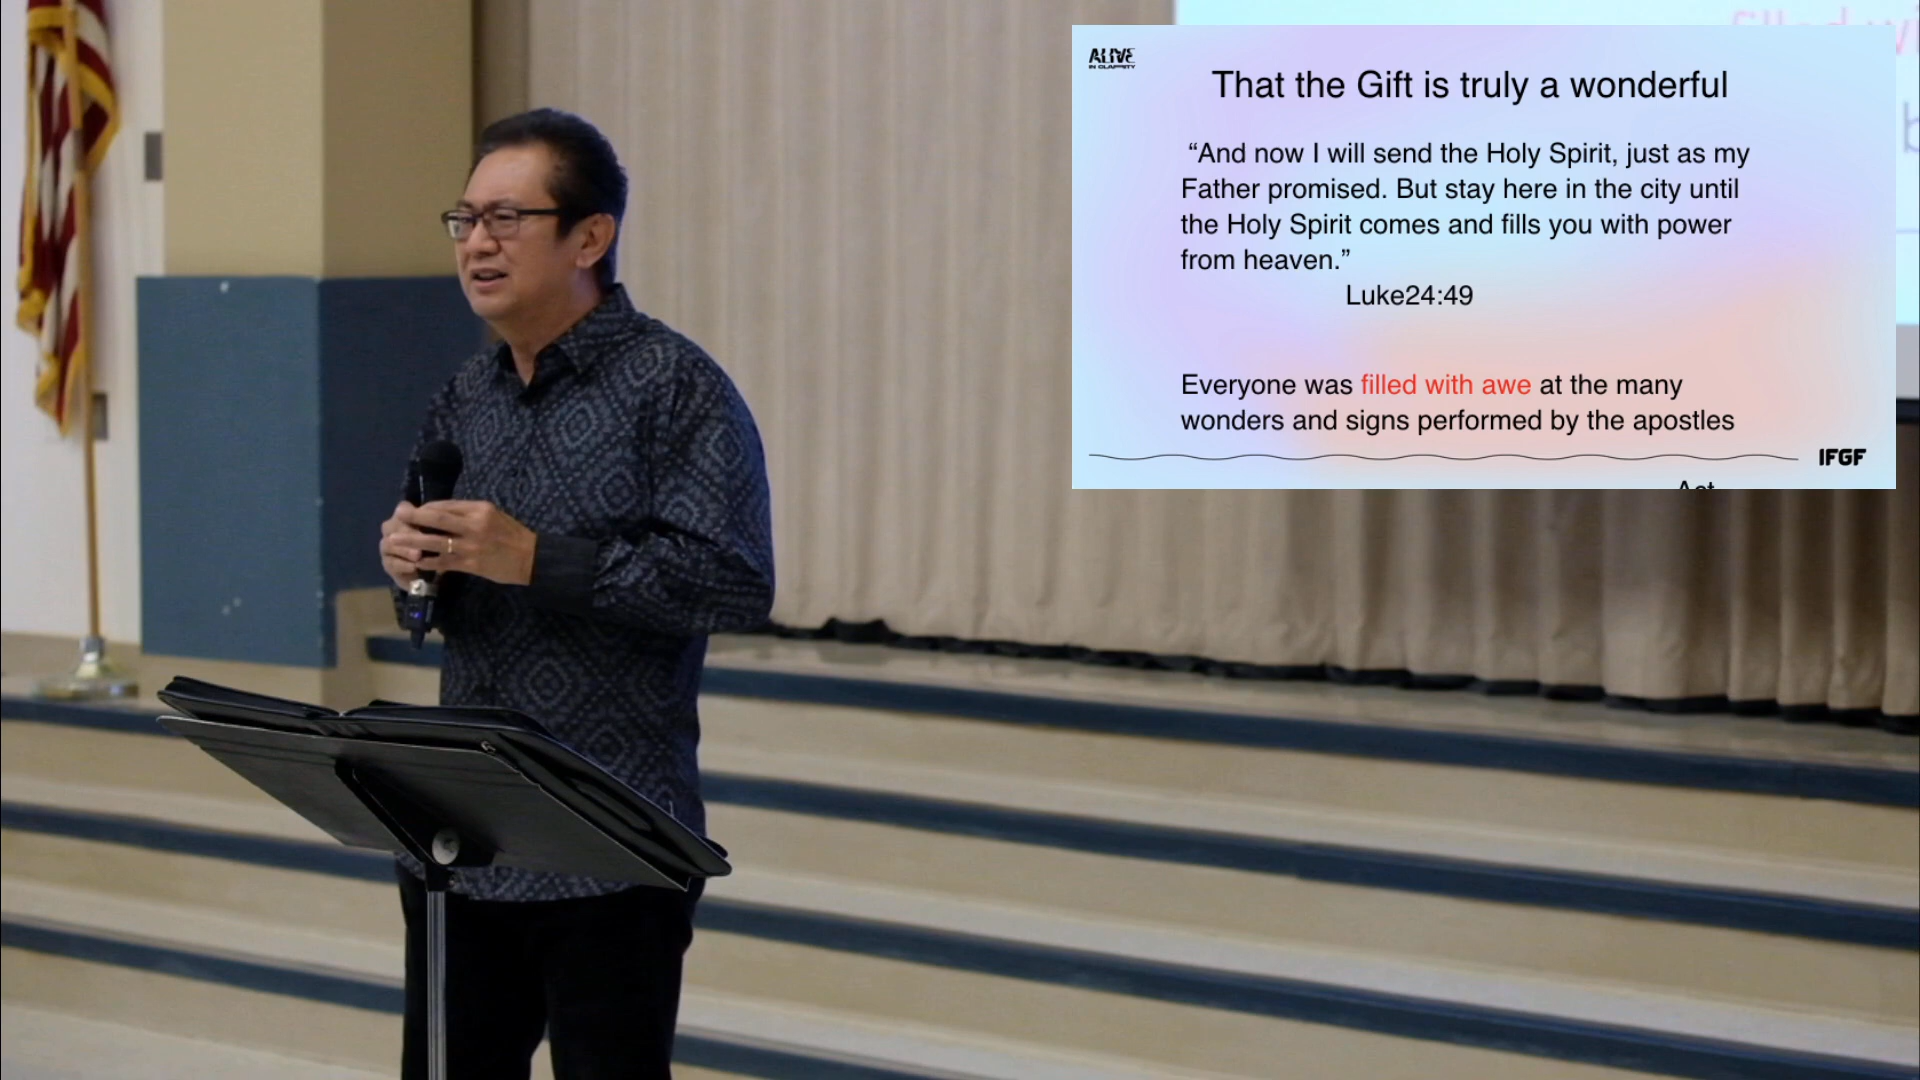 ALIVE
IN CLARITY
That the Gift is truly a wonderful
“And now I will send the Holy Spirit, just as my
Father promised. But stay here in the city until
the Holy Spirit comes and fills you with power
from heaven.”
Luke24:49
Everyone was filled with awe at the many
wonders and signs performed by the apostles
IFGF